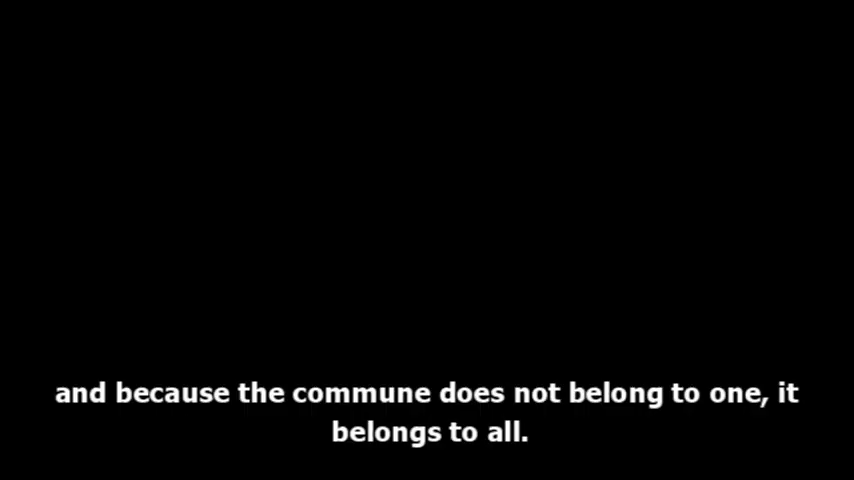 and because the commune does not belong to one, it
belongs to all.